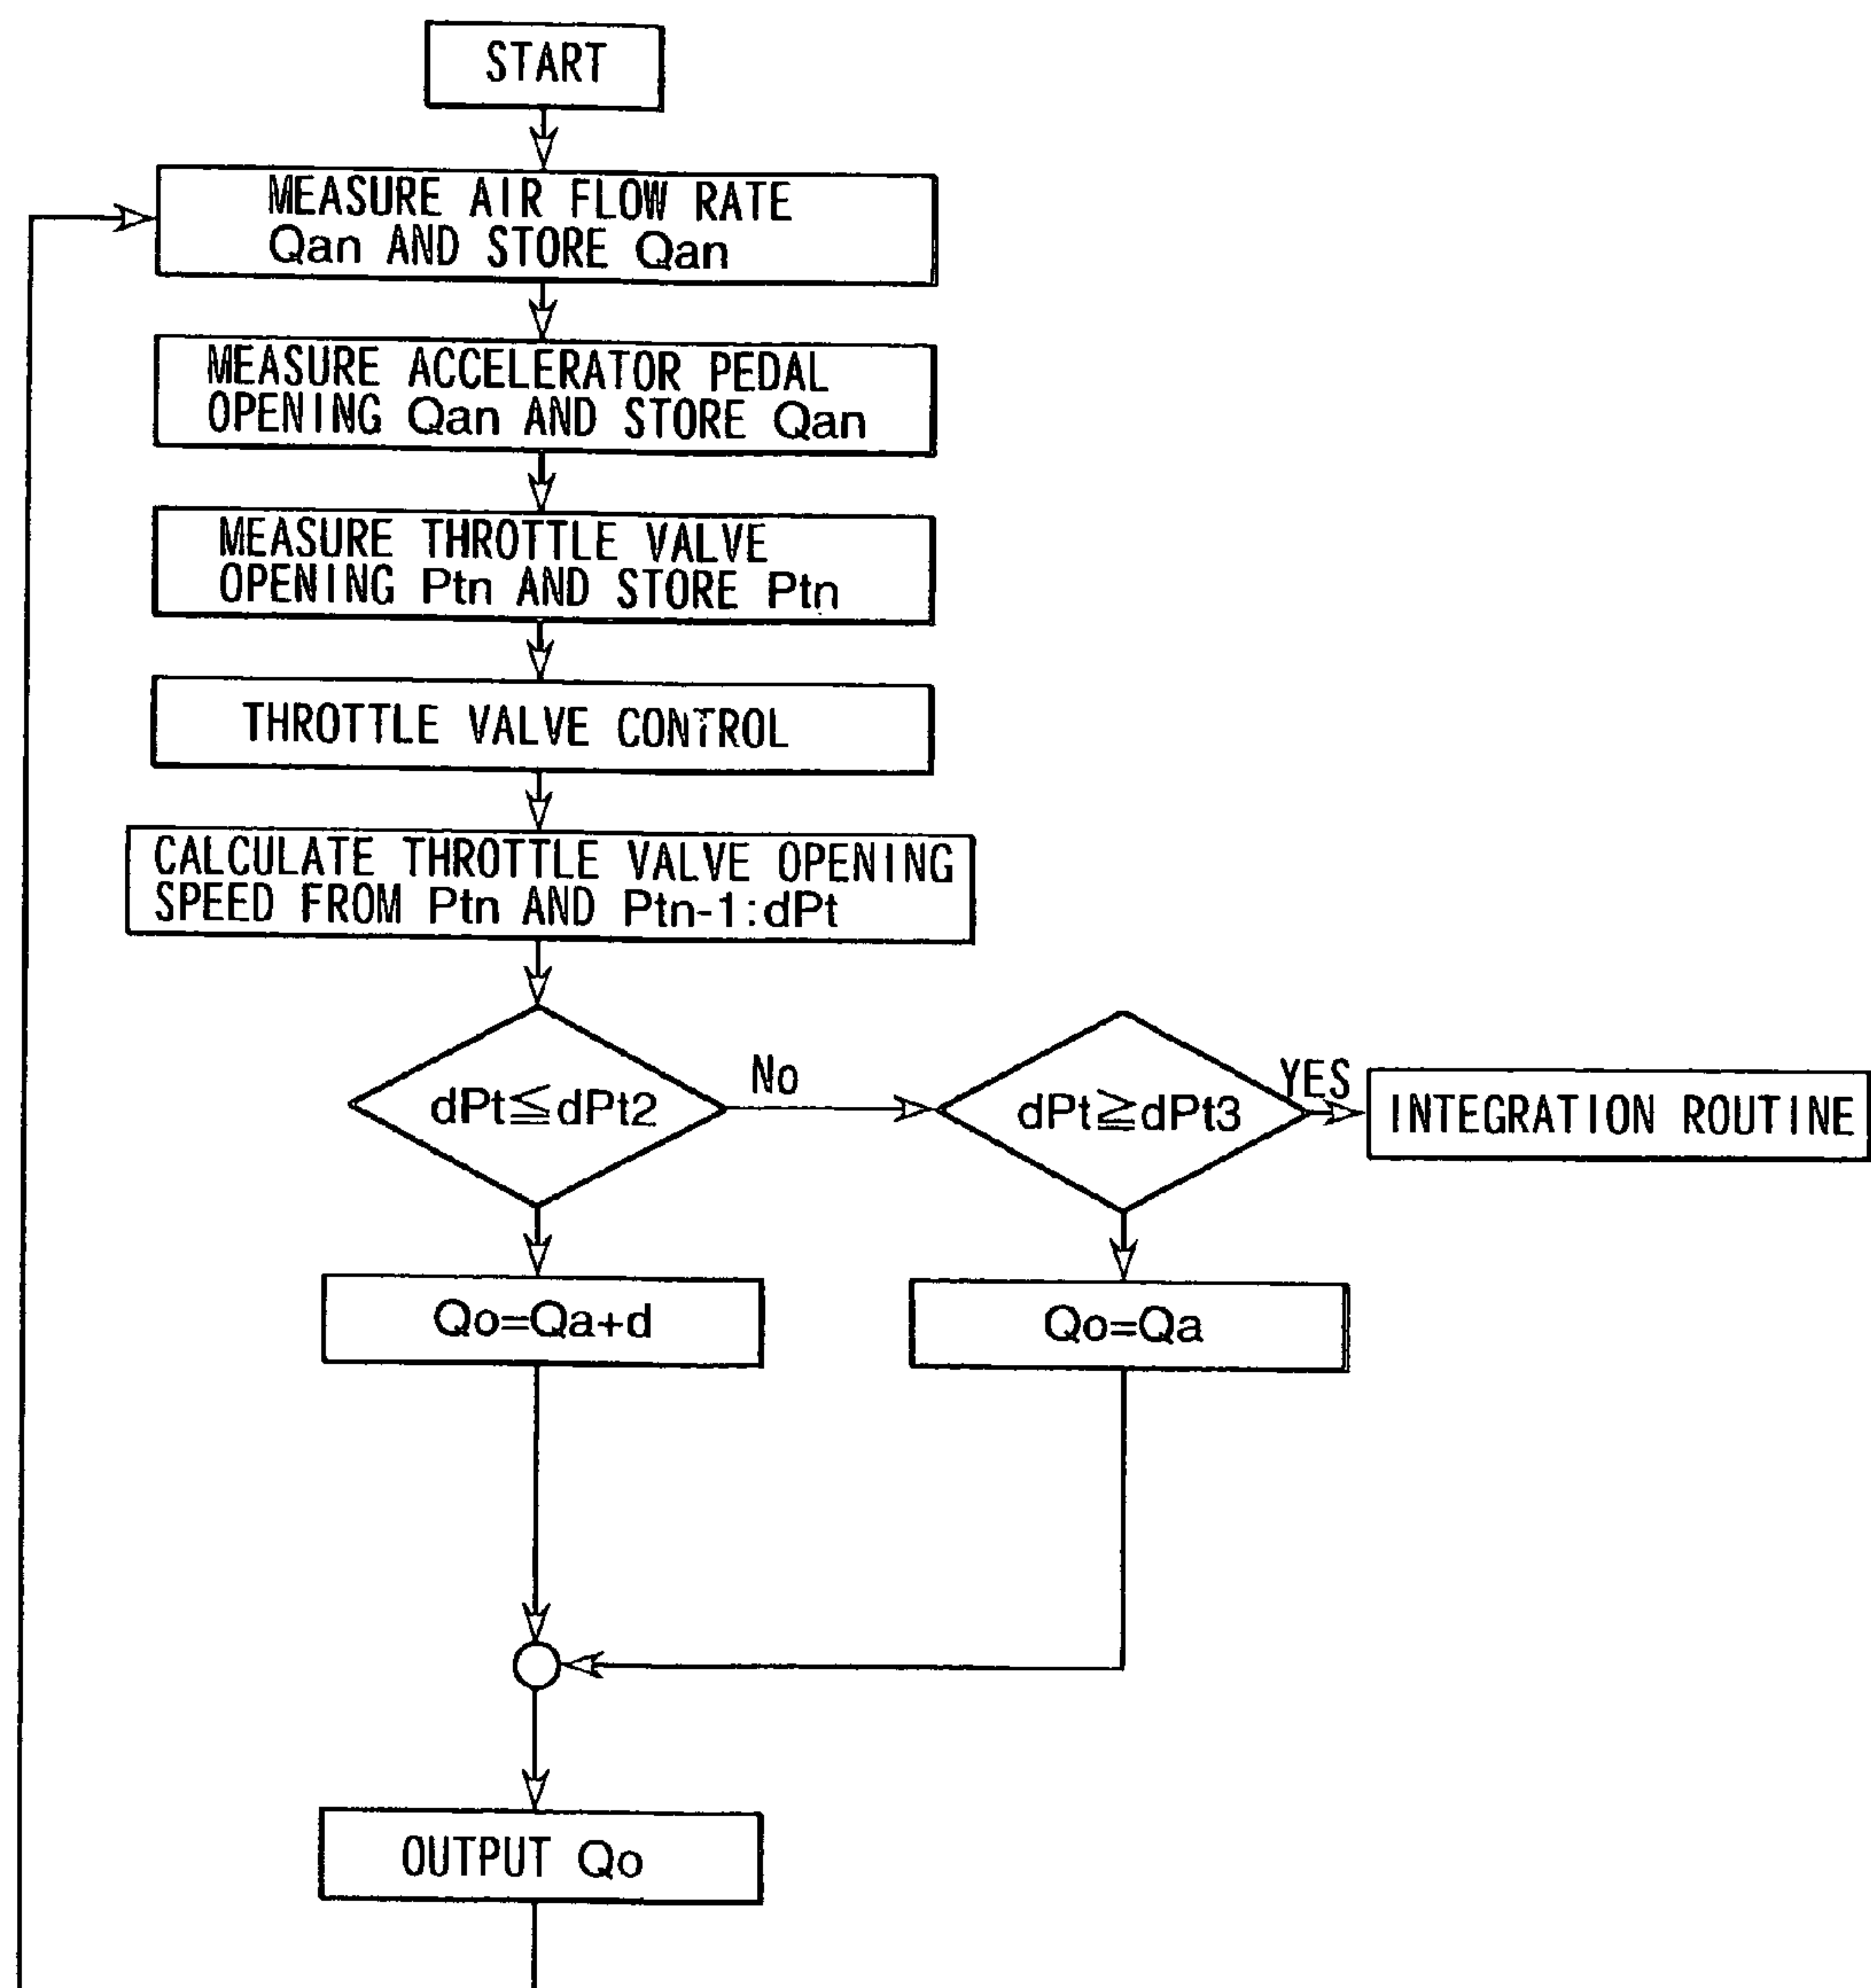 START
MEASURE AIR FLOW RATE
Qan AND STORE Qan
MEASURE ACCELERATOR PEDAL
OPENING Qan AND STORE Qan
MEASURE THROTTLE VALVE
OPENING Ptn AND STORE Ptn
THROTTLE VALVE CONTROL
CALCULATE THROTTLE VALVE OPENING
SPEED FROM Ptn AND Ptn-1:dPt
dPt≦dPt2
No
dPt≧dPt3
YES
INTEGRATION ROUTINE
Qo=Qa+d
Qo=Qa
OUTPUT Qo